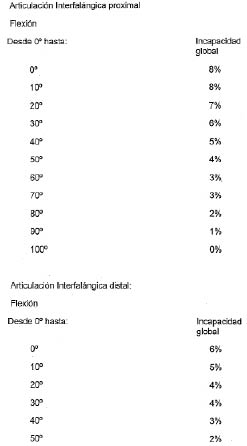 Articulación Interfalángica proximal
Flexión
Desde 0º hasta: Incapacidad
global
0º 8%
10º 8%
20º 7%
30º 6%
40º 5%
50º 4%
60º 3%
70º 3%
80º 2%
90º 1%
100º 0%
Articulación Interfalángica distal:
Flexión
Desde 0º hasta: Incapacidad
global
0º 6%
10º 5%
20º 4%
30º 4%
40º 3%
50º 2%